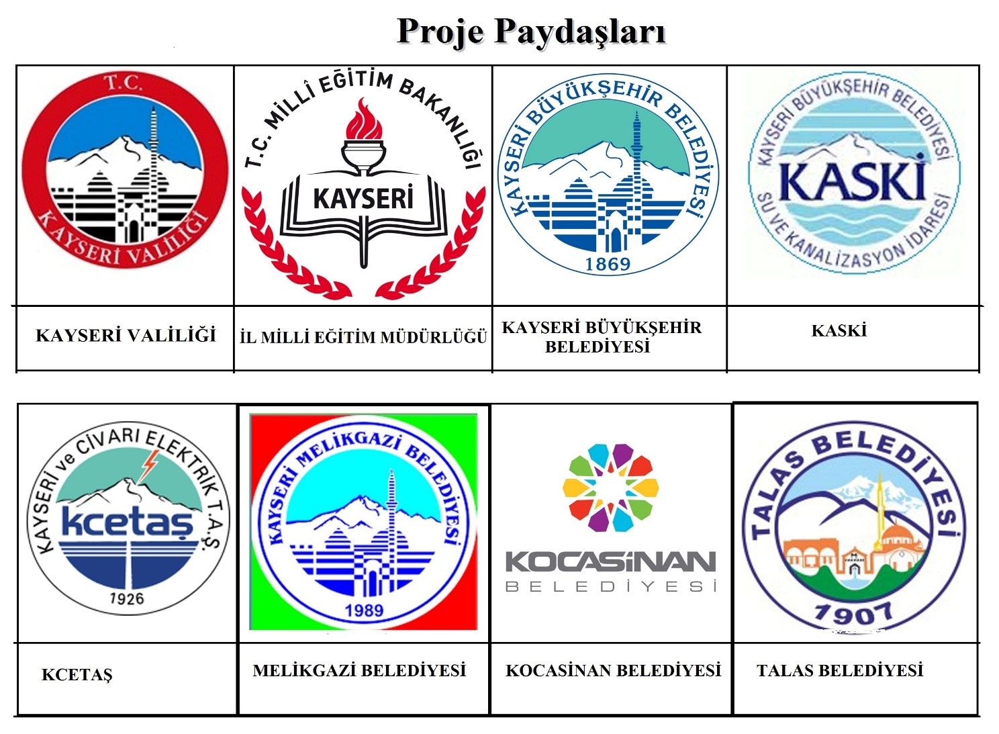 Proje Paydaşları
T.C.
KAYSERİ VALİLİĞİ
T.C. MİLLÎ EĞİTİM BAKANLIĞI
KAYSERİ
KAYSERİ BÜYÜKŞEHİR BELEDİYESİ
1869
KAYSERİ BÜYÜKŞEHİR BELEDİYESİ
KASKİ
SU VE KANALİZASYON İDARESİ
KAYSERİ VALİLİĞİ
İL MİLLİ EĞİTİM MÜDÜRLÜĞÜ
KAYSERİ BÜYÜKŞEHİR
BELEDİYESİ
KASKİ
KAYSERİ ve CİVARI ELEKTRİK T.A.Ş.
kcetaş
1926
KAYSERİ MELİKGAZİ BELEDİYESİ
1989
KOCASİNAN
BELEDİYESİ
TALAS BELEDİYESİ
1907
KCETAŞ
MELİKGAZİ BELEDİYESİ
KOCASİNAN BELEDİYESİ
TALAS BELEDİYESİ